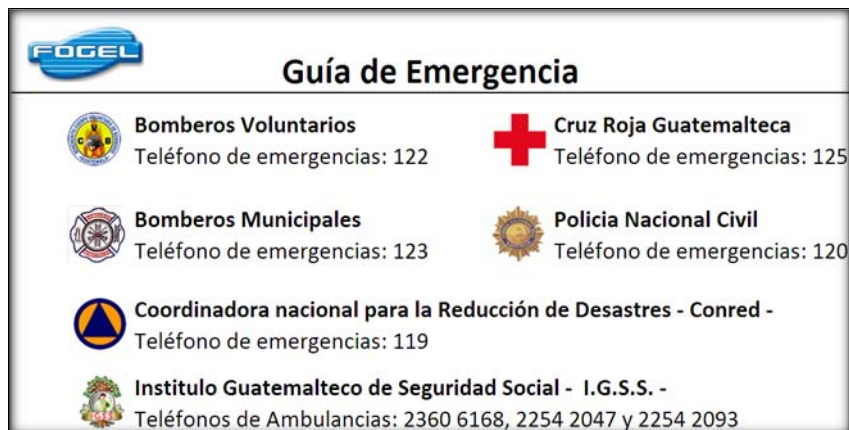 FOGEL
Guía de Emergencia
Bomberos Voluntarios
Teléfono de emergencias: 122
Cruz Roja Guatemalteca
Teléfono de emergencias: 125
Bomberos Municipales
Teléfono de emergencias: 123
Policia Nacional Civil
Teléfono de emergencias: 120
Coordinadora nacional para la Reducción de Desastres - Conred -
Teléfono de emergencias: 119
Institulo Guatemalteco de Seguridad Social - I.G.S.S. -
Teléfonos de Ambulancias: 2360 6168, 2254 2047 y 2254 2093